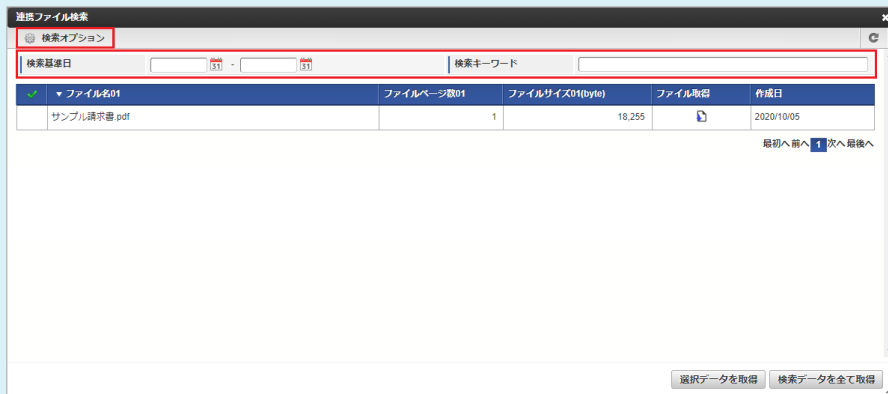 連携ファイル検索
検索オプション
検索基準日 31 - 31 検索キーワード
▼ ファイル名01 ファイルページ数01 ファイルサイズ01(byte) ファイル取得 作成日
サンプル請求書.pdf 1 18,255 2020/10/05
最初へ 前へ 1 次へ 最後へ
選択データを取得 検索データを全て取得